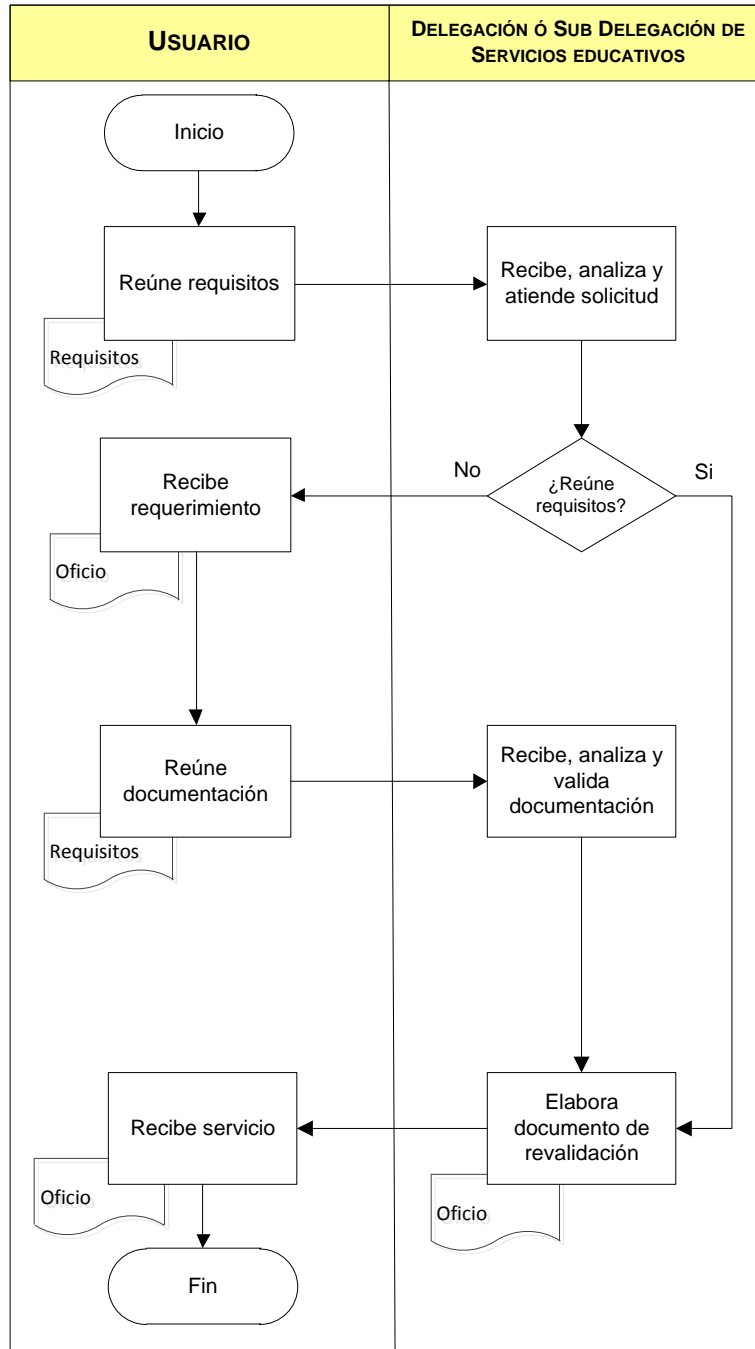 USUARIO
DELEGACIÓN Ó SUB DELEGACIÓN DE
SERVICIOS EDUCATIVOS
Inicio
Reúne requisitos
Requisitos
Recibe, analiza y
atiende solicitud
¿Reúne
requisitos?
No
Si
Recibe
requerimiento
Oficio
Reúne
documentación
Requisitos
Recibe, analiza y
valida
documentación
Elabora
documento de
revalidación
Oficio
Recibe servicio
Oficio
Fin